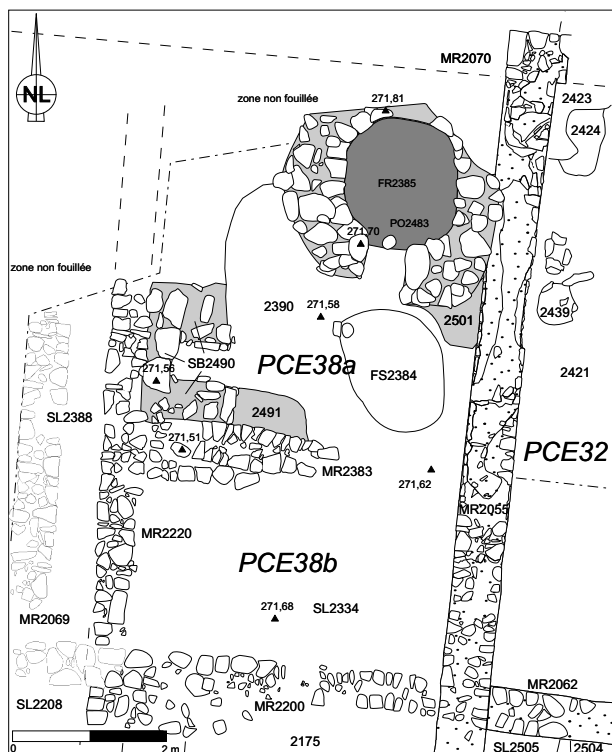 NL
MR2070
zone non fouillée
271,81
2423
2424
FR2385
PO2483
271,70
zone non fouillée
2390
271,58
2501
2439
SB2490
PCE38a
271,56
FS2384
2421
SL2388
2491
PCE32
271,51
MR2383
271,62
MR2055
MR2220
PCE38b
271,68
SL2334
MR2069
MR2062
SL2208
MR2200
0
2 m
2175
SL2505
2504